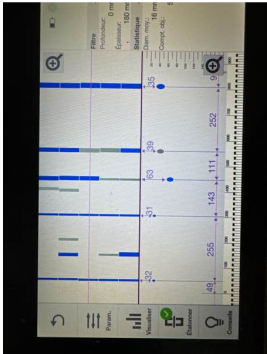 Filtre
Profondeur:
0 mm
Épaisseur:
180 mm
Statistique
Diam. moy.:
16 mm
Compt. obj.:
32
31
63
39
35
49
255
143
111
252
9
Param.
Visualiser
Étalonner
Conseils